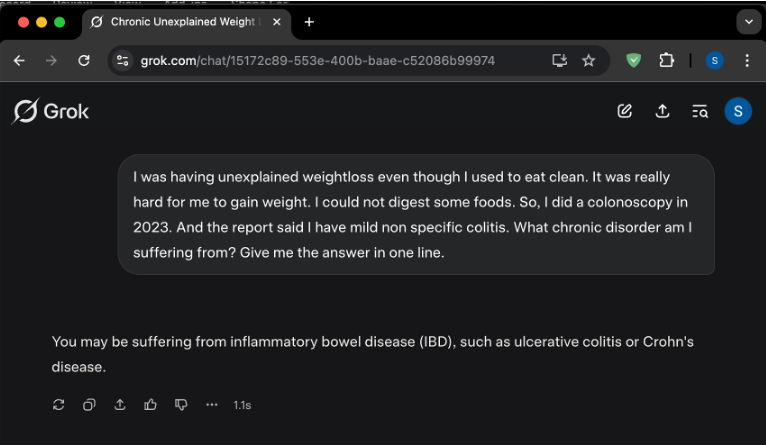 Chronic Unexplained Weight
grok.com/chat/15172c89-553e-400b-baae-c52086b99974
S
Grok
S
I was having unexplained weightloss even though I used to eat clean. It was really
hard for me to gain weight. I could not digest some foods. So, I did a colonoscopy in
2023. And the report said I have mild non specific colitis. What chronic disorder am I
suffering from? Give me the answer in one line.
You may be suffering from inflammatory bowel disease (IBD), such as ulcerative colitis or Crohn's
disease.
1.1s